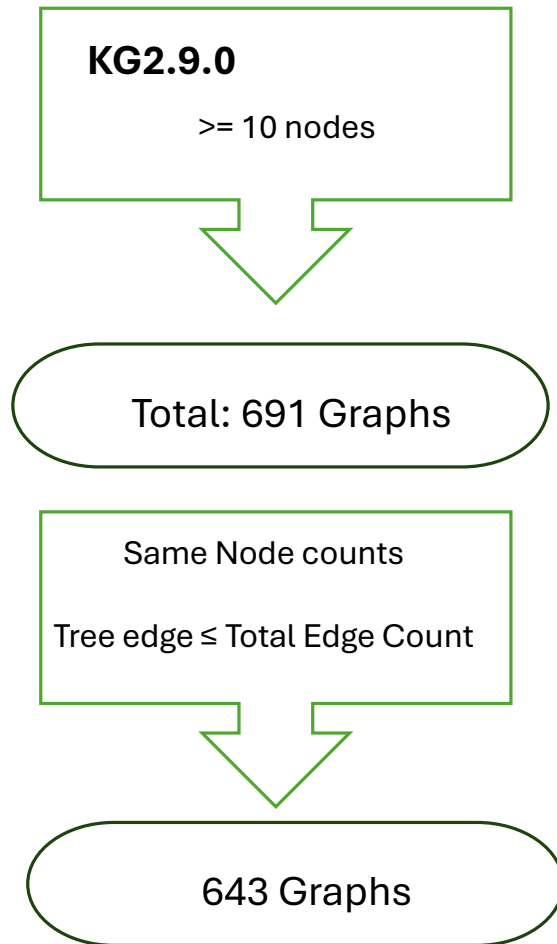 KG2.9.0
>= 10 nodes
Total: 691 Graphs
Same Node counts
Tree edge ≤ Total Edge Count
643 Graphs